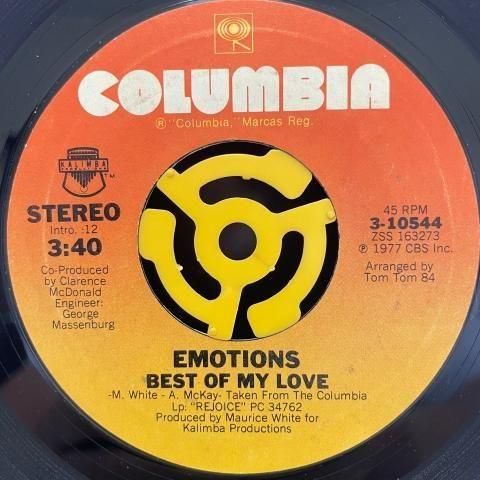 COLUMBIA
® "Columbia," Marcas Reg.
KALIMBA
TM
STEREO
Intro. :12
3:40
Co-Produced
by Clarence
McDonald
Engineer:
George
Massenburg
45 RPM
3-10544
ZSS 163273
℗ 1977 CBS Inc.
Arranged by
Tom Tom 84
EMOTIONS
BEST OF MY LOVE
-M. White - A. McKay- Taken From The Columbia
Lp: "REJOICE" PC 34762
Produced by Maurice White for
Kalimba Productions